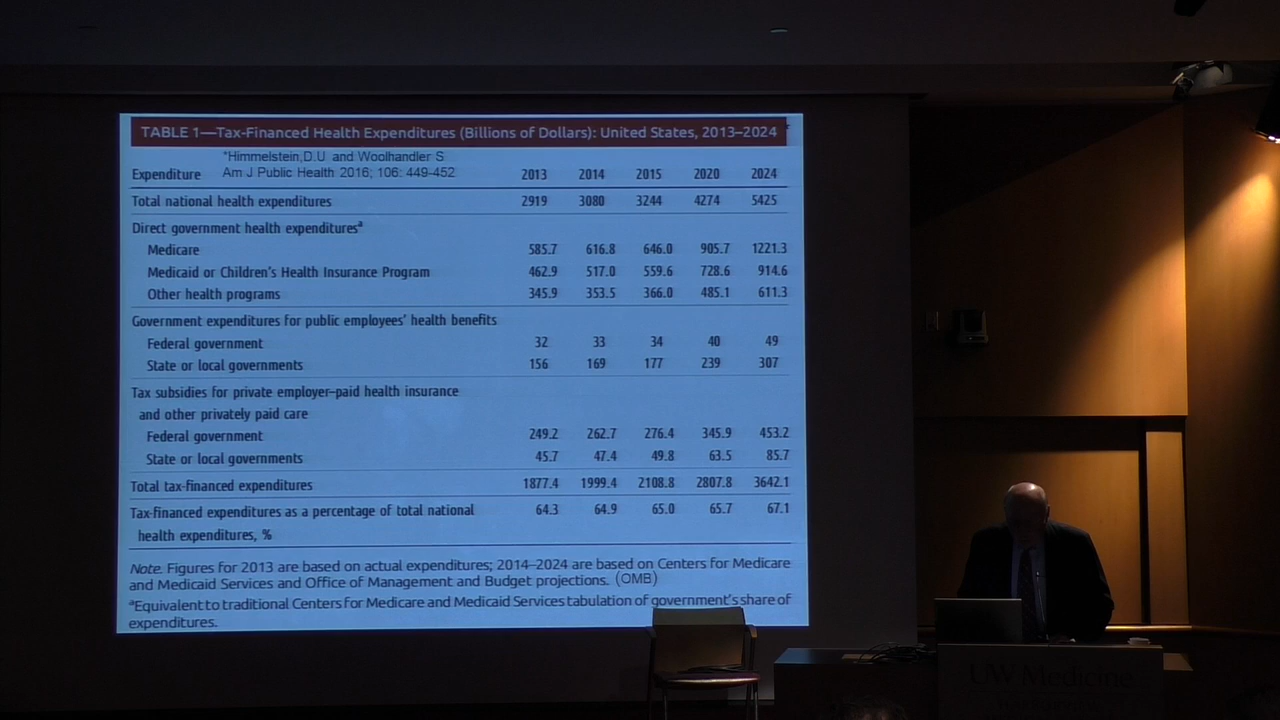 TABLE 1—Tax-Financed Health Expenditures (Billions of Dollars): United States, 2013–2024
*Himmelstein,D.U and Woolhandler S
Am J Public Health 2016; 106: 449-452
Expenditure 2013 2014 2015 2020 2024
Total national health expenditures 2919 3080 3244 4274 5425
Direct government health expendituresª
Medicare 585.7 616.8 646.0 905.7 1221.3
Medicaid or Children's Health Insurance Program 462.9 517.0 559.6 728.6 914.6
Other health programs 345.9 353.5 366.0 485.1 611.3
Government expenditures for public employees' health benefits
Federal government 32 33 34 40 49
State or local governments 156 169 177 239 307
Tax subsidies for private employer–paid health insurance
and other privately paid care
Federal government 249.2 262.7 276.4 345.9 453.2
State or local governments 45.7 47.4 49.8 63.5 85.7
Total tax-financed expenditures 1877.4 1999.4 2108.8 2807.8 3642.1
Tax-financed expenditures as a percentage of total national 64.3 64.9 65.0 65.7 67.1
health expenditures, %
Note. Figures for 2013 are based on actual expenditures; 2014–2024 are based on Centers for Medicare
and Medicaid Services and Office of Management and Budget projections. (OMB)
ªEquivalent to traditional Centers for Medicare and Medicaid Services tabulation of government's share of
expenditures.
UW Medicine